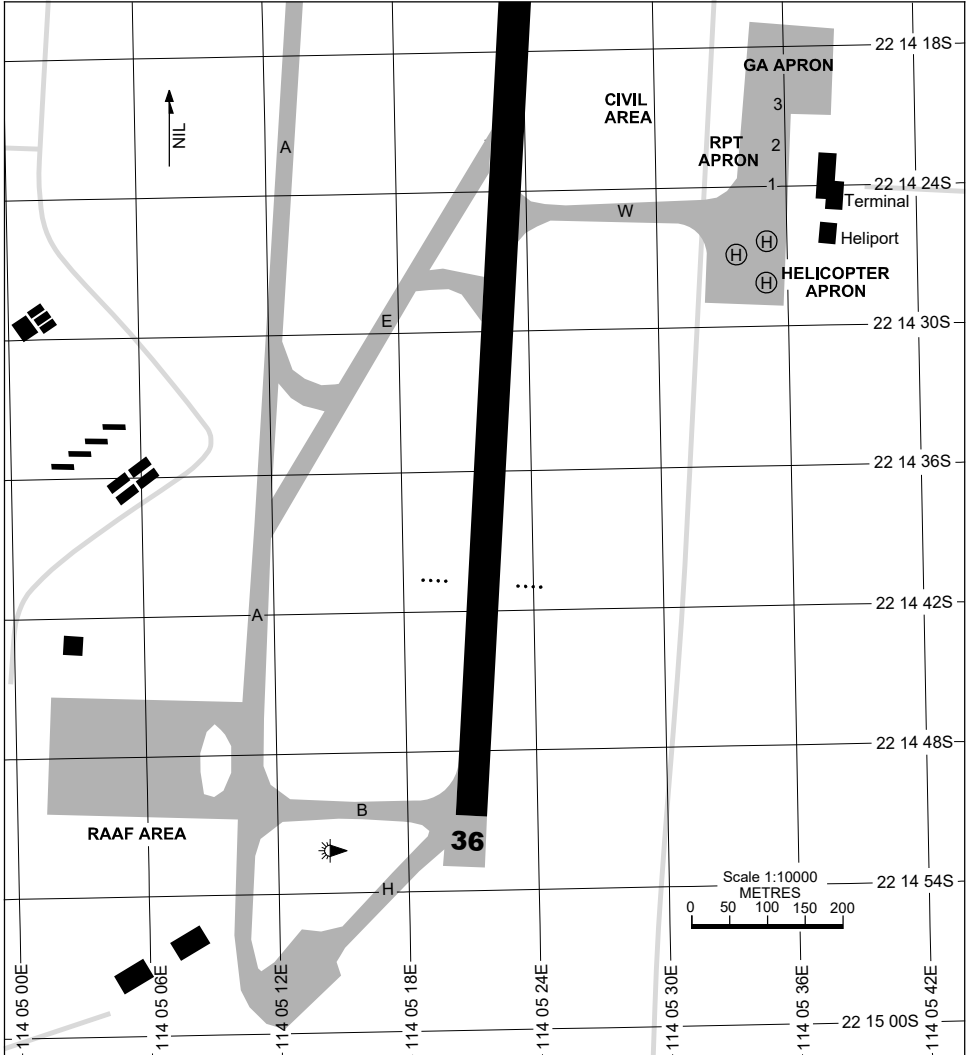 22 14 18S
GA APRON
CIVIL
AREA
3
NIL
A
RPT
APRON
2
1
22 14 24S
Terminal
W
Heliport
H
H
H
HELICOPTER
APRON
E
22 14 30S
22 14 36S
A
22 14 42S
22 14 48S
B
RAAF AREA
36
H
Scale 1:10000
METRES
22 14 54S
0 50 100 150 200
114 05 00E
114 05 06E
114 05 12E
114 05 18E
114 05 24E
114 05 30E
114 05 36E
114 05 42E
22 15 00S